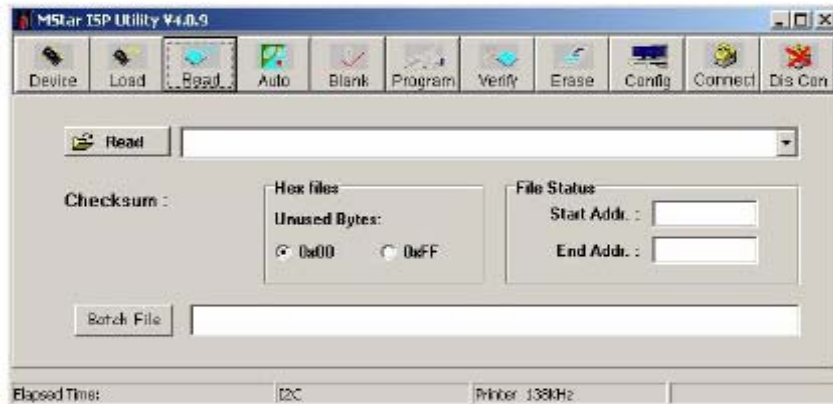 MStar ISP Utility V4.0.9
Device Load Read Auto Blank Program Verify Erase Config Connect Dis Con
Read
Checksum :
Hex files
Unused Bytes:
0x00 0xFF
File Status
Start Addr. :
End Addr. :
Batch File
Elapsed Time: I2C Printer 138kHz